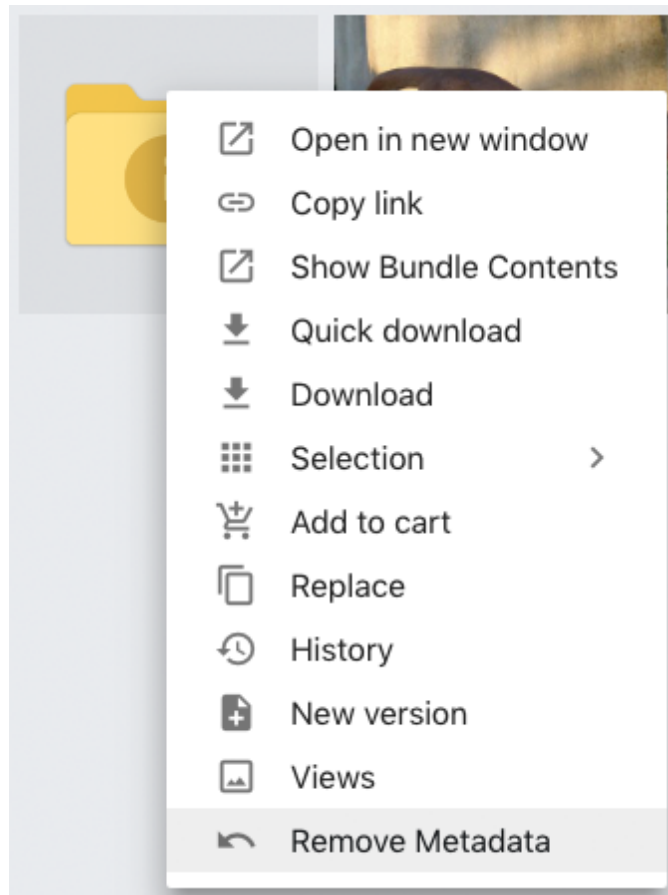 Open in new window
Copy link
Show Bundle Contents
Quick download
Download
Selection
Add to cart
Replace
History
New version
Views
Remove Metadata